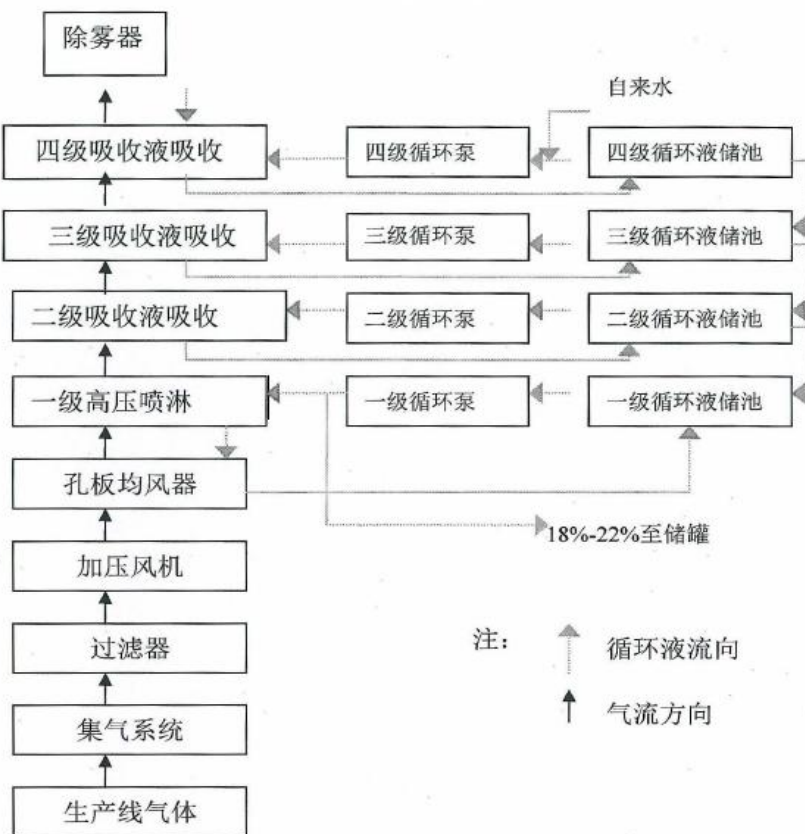 除雾器
自来水
四级吸收液吸收
四级循环泵
四级循环液储池
三级吸收液吸收
三级循环泵
三级循环液储池
二级吸收液吸收
二级循环泵
二级循环液储池
一级高压喷淋
一级循环泵
一级循环液储池
孔板均风器
18%-22%至储罐
加压风机
注：
过滤器
循环液流向
集气系统
气流方向
生产线气体